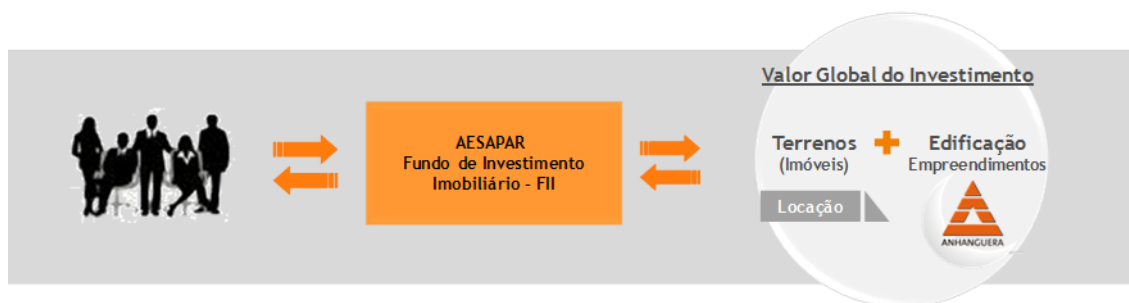 Valor Global do Investimento
AESAPAR
Fundo de Investimento
Imobiliário - FII
Terrenos
(Imóveis)
Edificação
Empreendimentos
Locação
ANHANGUERA